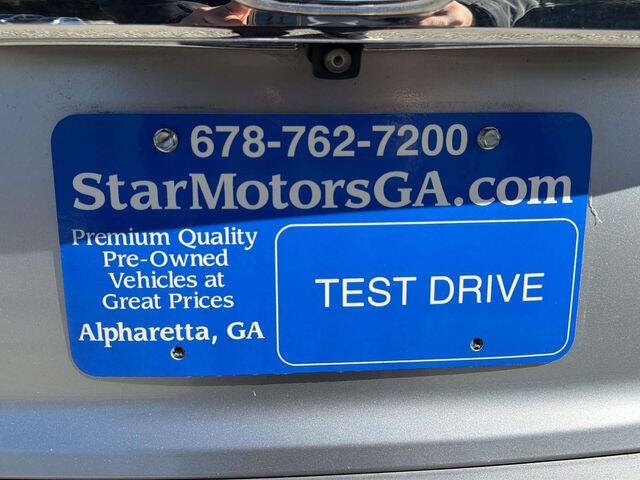 678-762-7200
StarMotorsGA.com
Premium Quality
Pre-Owned
Vehicles at
Great Prices
Alpharetta, GA
TEST DRIVE